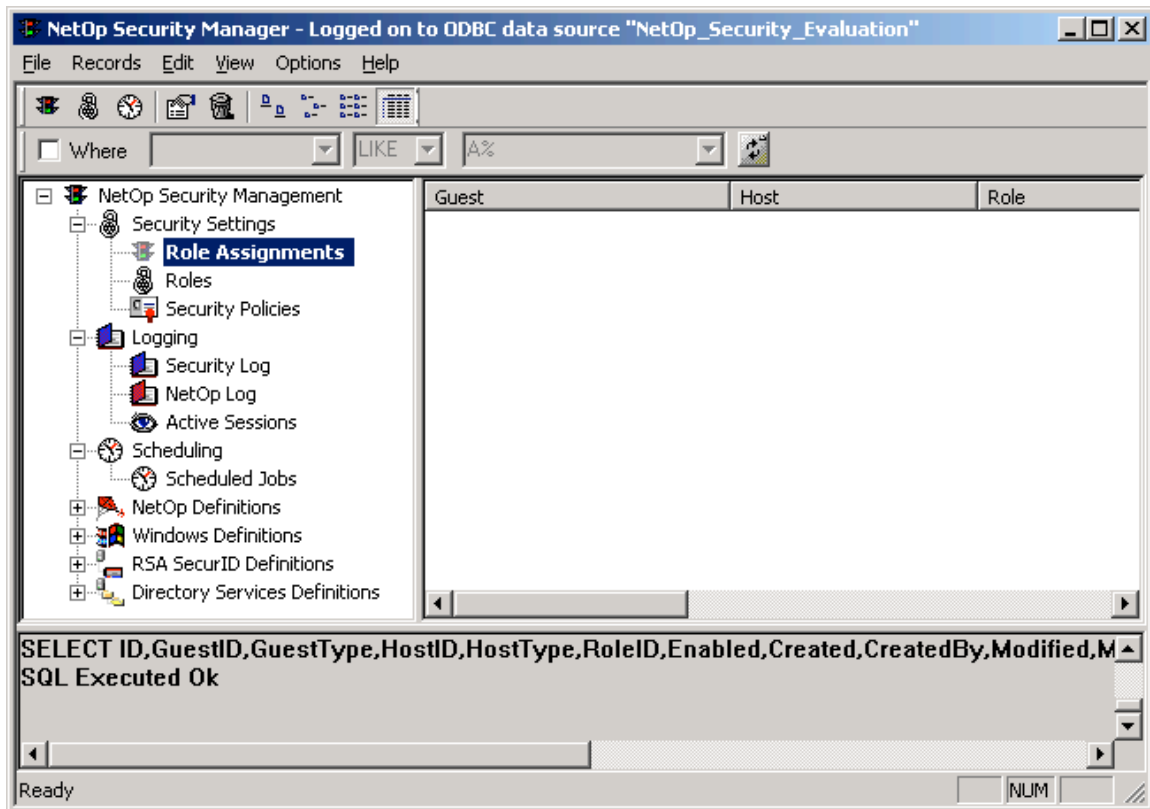 NetOp Security Manager - Logged on to ODBC data source "NetOp_Security_Evaluation"
File Records Edit View Options Help
Where LIKE A%
NetOp Security Management
Security Settings
Role Assignments
Roles
Security Policies
Logging
Security Log
NetOp Log
Active Sessions
Scheduling
Scheduled Jobs
NetOp Definitions
Windows Definitions
RSA SecurID Definitions
Directory Services Definitions
Guest Host Role
SELECT ID,GuestID,GuestType,HostID,HostType,RoleID,Enabled,Created,CreatedBy,Modified,M
SQL Executed Ok
Ready NUM